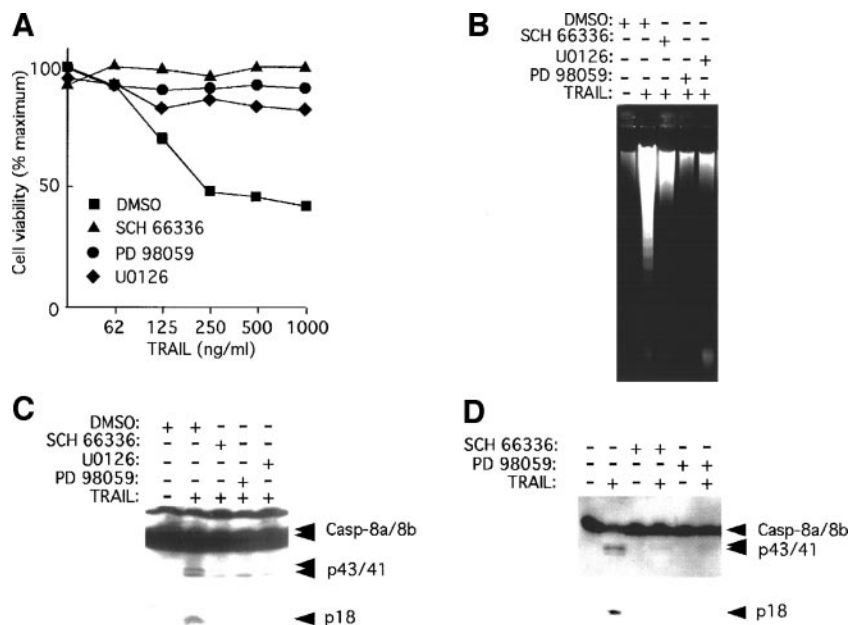 A
Cell viability (% maximum)
100
50
0
DMSO
SCH 66336
PD 98059
U0126
62 125 250 500 1000
TRAIL (ng/ml)
B
DMSO: + + - - -
SCH 66336: - - + - -
U0126: - - - - +
PD 98059: - - - + -
TRAIL: - + + + +
C
DMSO: + + - - -
SCH 66336: - - + - -
U0126: - - - - +
PD 98059: - - - + -
TRAIL: - + + + +
Casp-8a/8b
p43/41
p18
D
SCH 66336: - - + + - -
PD 98059: - - - - + +
TRAIL: - + - + - +
Casp-8a/8b
p43/41
p18